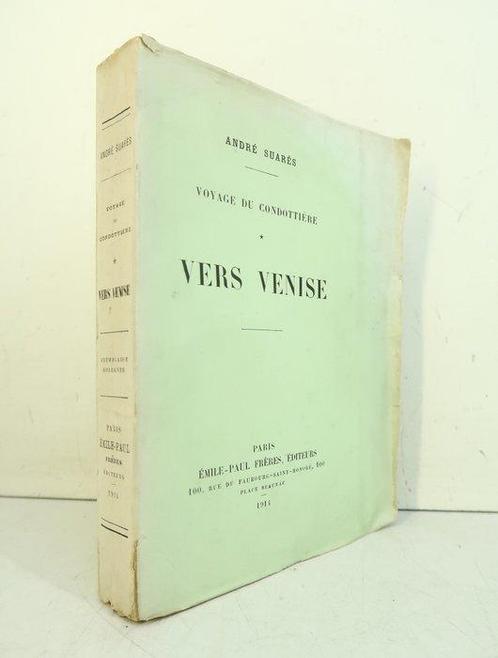 ANDRÉ SUARÈS
VOYAGE DU CONDOTTIÈRE
*
VERS VENISE
PARIS
ÉMILE-PAUL FRÈRES, ÉDITEURS
100, RUE DU FAUBOURG-SAINT-HONORÉ, 100
PLACE BEAUVAU
1914
ANDRÉ SUARÈS
VOYAGE
DU
CONDOTTIÈRE
*
VERS VENISE
EXEMPLAIRE
PARIS
ÉMILE-PAUL
FRÈRES
ÉDITEURS
1914